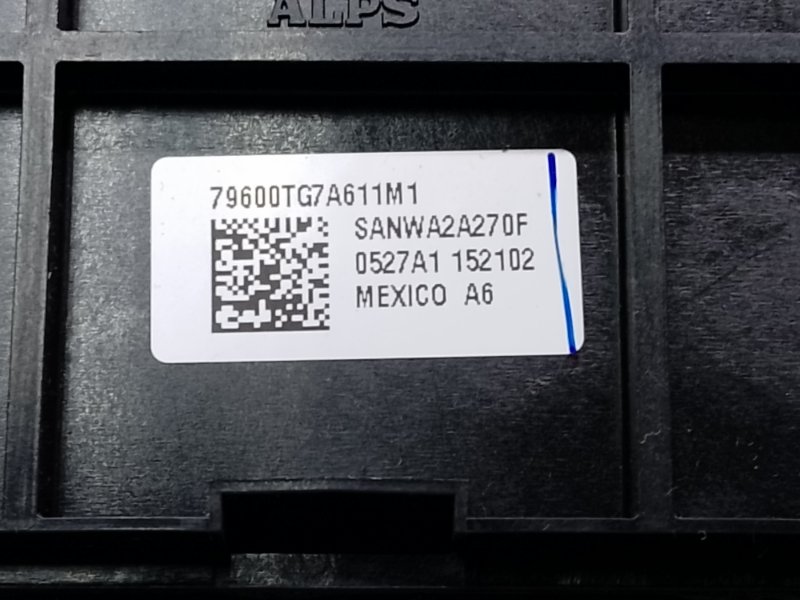 ALPS
79600TG7A611M1
SANWA2A270F
0527A1 152102
MEXICO A6